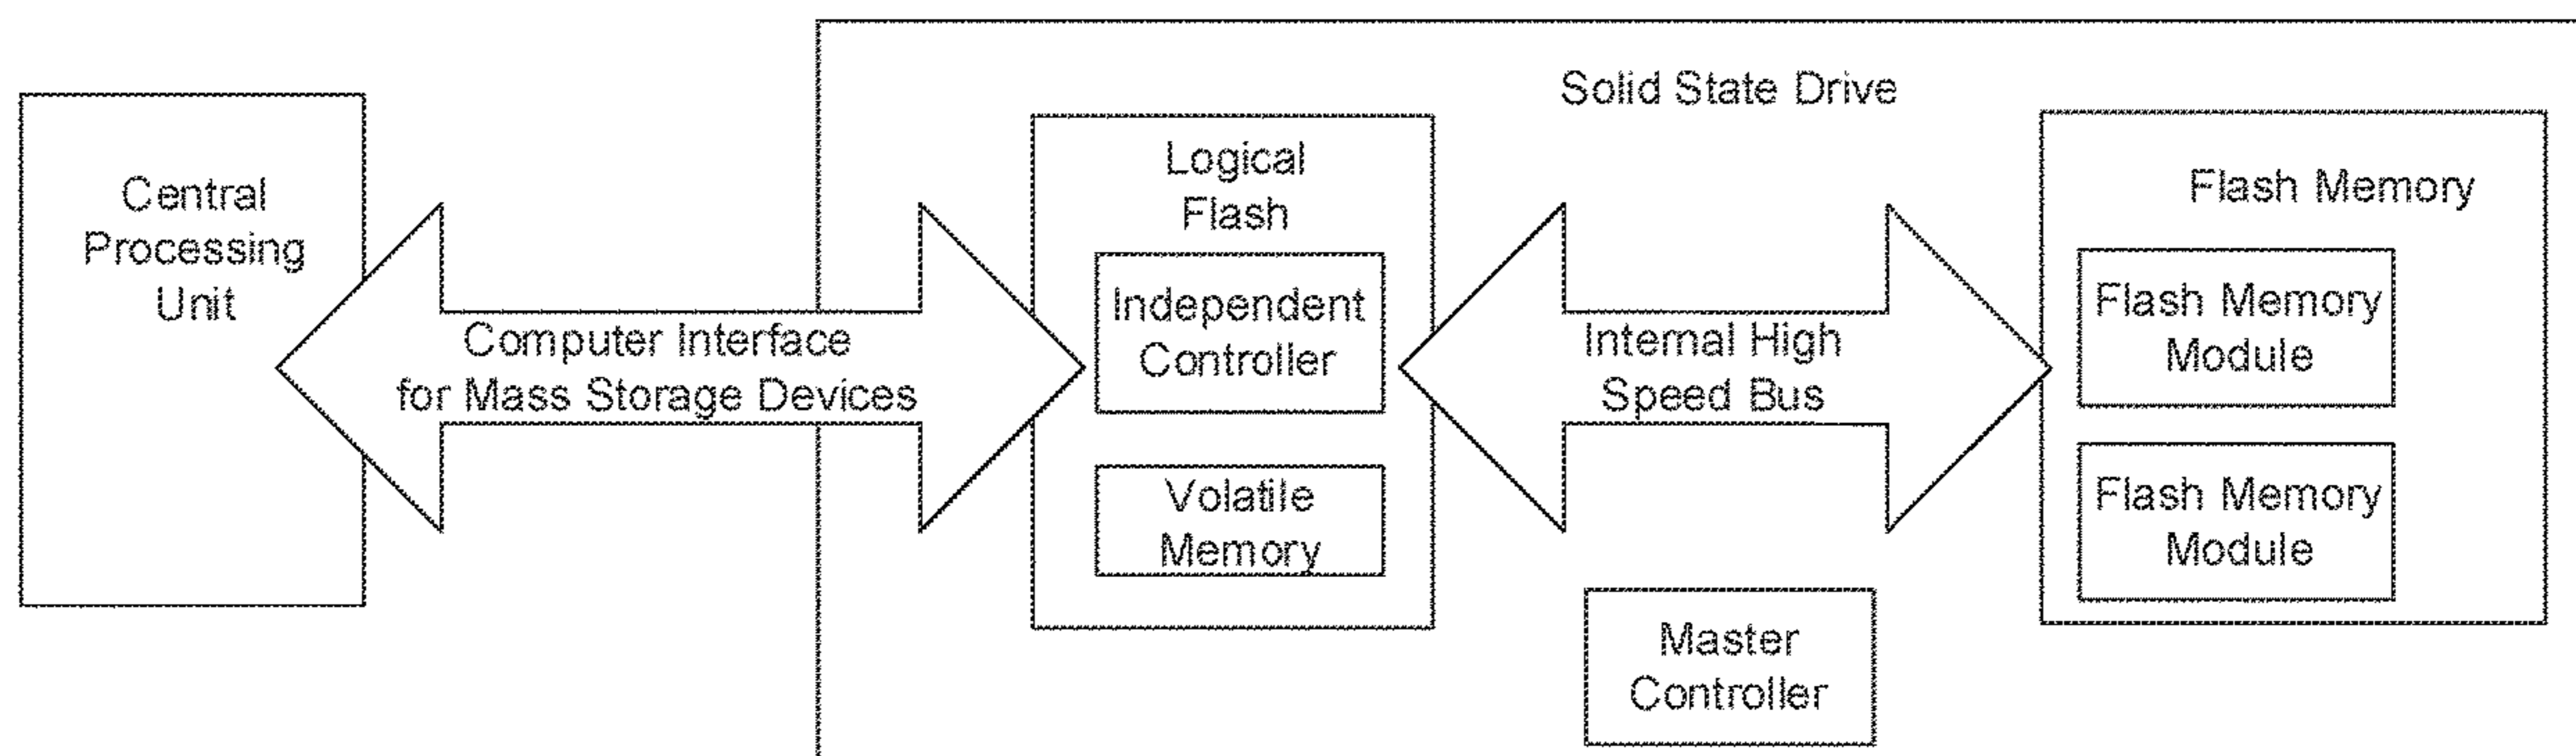 Solid State Drive
Central
Processing
Unit
Computer Interface
for Mass Storage Devices
Logical
Flash
Independent
Controller
Volatile
Memory
Internal High
Speed Bus
Master
Controller
Flash Memory
Flash Memory
Module
Flash Memory
Module